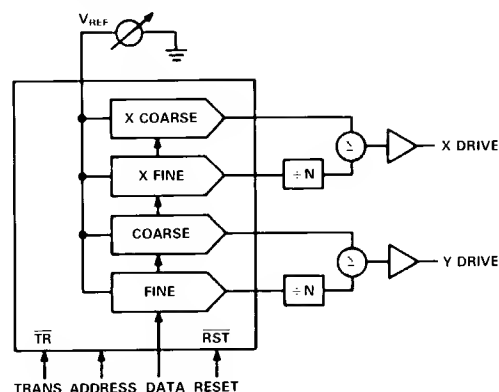 VREF
X COARSE
X DRIVE
Σ
X FINE
÷N
COARSE
Σ
Y DRIVE
FINE
÷N
TR RST
TRANS ADDRESS DATA RESET